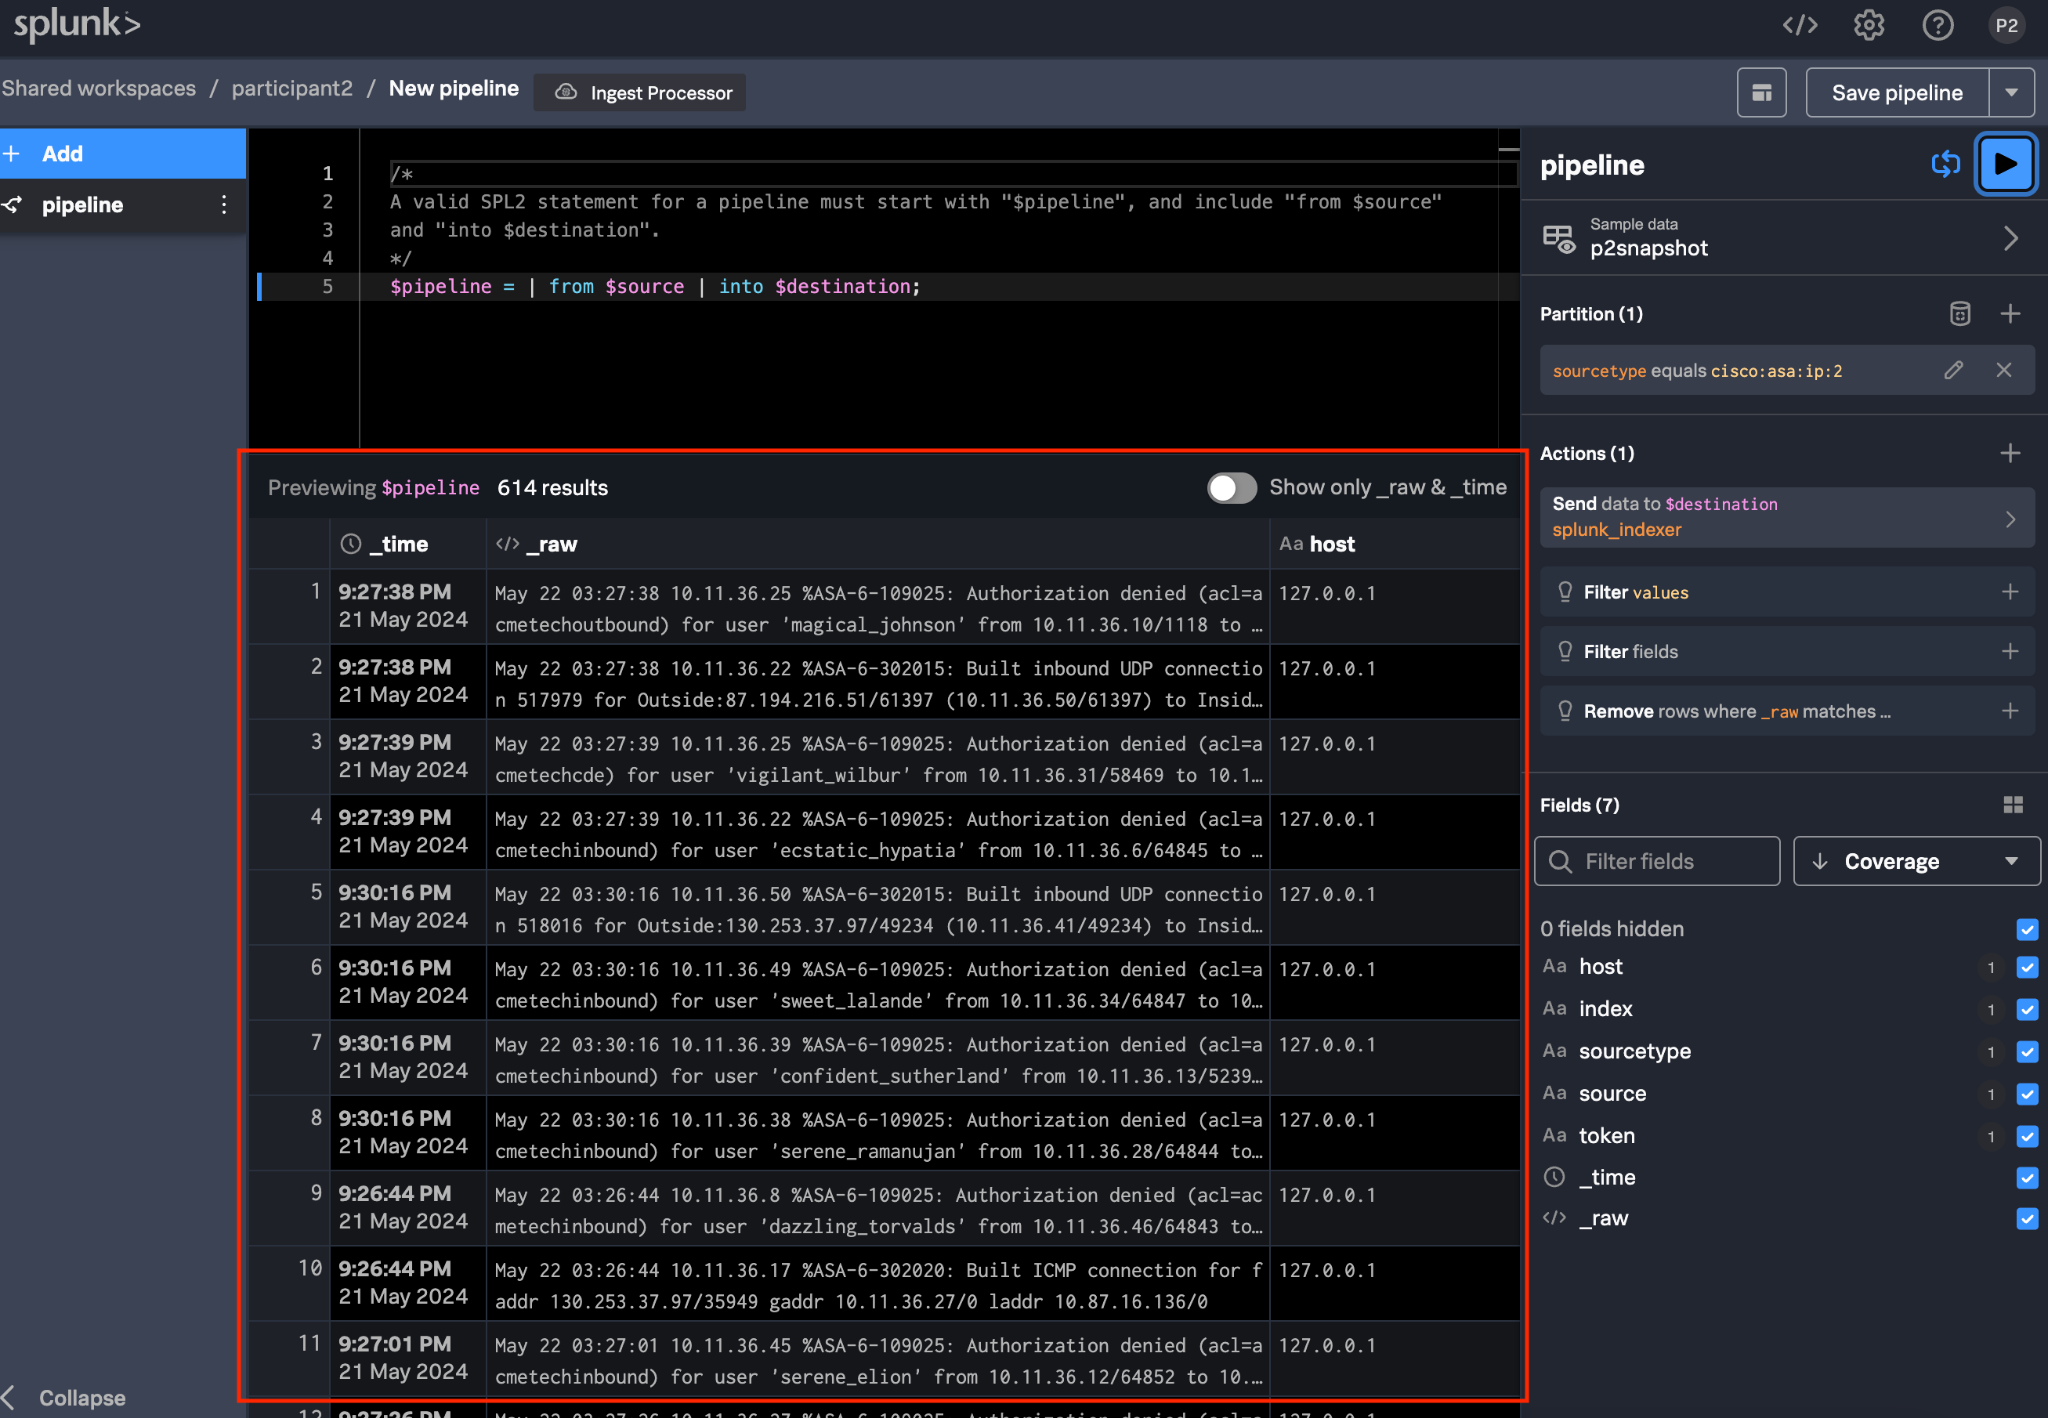 splunk>
P2
Shared workspaces / participant2 / New pipeline Ingest Processor
Save pipeline
+ Add
pipeline
1 /*
2 A valid SPL2 statement for a pipeline must start with "$pipeline", and include "from $source"
3 and "into $destination".
4 */
5 $pipeline = | from $source | into $destination;
Previewing $pipeline 614 results
Show only _raw & _time
_time </> _raw Aa host
1 9:27:38 PM May 22 03:27:38 10.11.36.25 %ASA-6-109025: Authorization denied (acl=a 127.0.0.1
21 May 2024 cmetechoutbound) for user 'magical_johnson' from 10.11.36.10/1118 to …
2 9:27:38 PM May 22 03:27:38 10.11.36.22 %ASA-6-302015: Built inbound UDP connectio 127.0.0.1
21 May 2024 n 517979 for Outside:87.194.216.51/61397 (10.11.36.50/61397) to Insid…
3 9:27:39 PM May 22 03:27:39 10.11.36.25 %ASA-6-109025: Authorization denied (acl=a 127.0.0.1
21 May 2024 cmetechcde) for user 'vigilant_wilbur' from 10.11.36.31/58469 to 10.1…
4 9:27:39 PM May 22 03:27:39 10.11.36.22 %ASA-6-109025: Authorization denied (acl=a 127.0.0.1
21 May 2024 cmetechinbound) for user 'ecstatic_hypatia' from 10.11.36.6/64845 to …
5 9:30:16 PM May 22 03:30:16 10.11.36.50 %ASA-6-302015: Built inbound UDP connectio 127.0.0.1
21 May 2024 n 518016 for Outside:130.253.37.97/49234 (10.11.36.41/49234) to Insid…
6 9:30:16 PM May 22 03:30:16 10.11.36.49 %ASA-6-109025: Authorization denied (acl=a 127.0.0.1
21 May 2024 cmetechinbound) for user 'sweet_lalande' from 10.11.36.34/64847 to 10…
7 9:30:16 PM May 22 03:30:16 10.11.36.39 %ASA-6-109025: Authorization denied (acl=a 127.0.0.1
21 May 2024 cmetechinbound) for user 'confident_sutherland' from 10.11.36.13/5239…
8 9:30:16 PM May 22 03:30:16 10.11.36.38 %ASA-6-109025: Authorization denied (acl=a 127.0.0.1
21 May 2024 cmetechinbound) for user 'serene_ramanujan' from 10.11.36.28/64844 to…
9 9:26:44 PM May 22 03:26:44 10.11.36.8 %ASA-6-109025: Authorization denied (acl=ac 127.0.0.1
21 May 2024 metechinbound) for user 'dazzling_torvalds' from 10.11.36.46/64843 to…
10 9:26:44 PM May 22 03:26:44 10.11.36.17 %ASA-6-302020: Built ICMP connection for f 127.0.0.1
21 May 2024 addr 130.253.37.97/35949 gaddr 10.11.36.27/0 laddr 10.87.16.136/0
11 9:27:01 PM May 22 03:27:01 10.11.36.45 %ASA-6-109025: Authorization denied (acl=a 127.0.0.1
21 May 2024 cmetechinbound) for user 'serene_elion' from 10.11.36.12/64852 to 10.…
Collapse
pipeline
Sample data
p2snapshot
Partition (1)
sourcetype equals cisco:asa:ip:2
Actions (1)
Send data to $destination
splunk_indexer
Filter values
Filter fields
Remove rows where _raw matches …
Fields (7)
Filter fields
Coverage
0 fields hidden
Aa host 1
Aa index 1
Aa sourcetype 1
Aa source 1
Aa token 1
_time
</> _raw